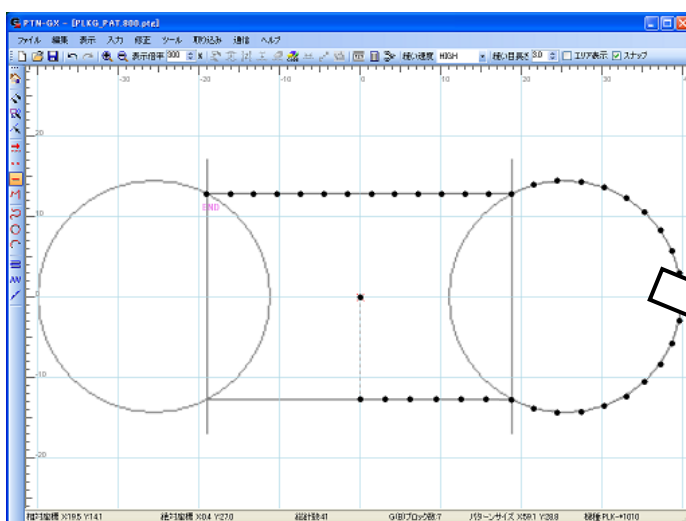 PTN-GX - [PLKG_PAT.800.ptg]
ファイル 編集 表示 入力 修正 ツール 取り込み 通信 ヘルプ
表示倍率 300 % 縫い速度 HIGH 縫い目長さ 3.0 エリア表示 スナップ
-30 -20 -10 0 10 20 30 40
20
END
10
0
-10
-20
相対座標 X19.5 Y14.1 絶対座標 X0.4 Y27.0 総針数41 G(B)ブロック数:7 パターンサイズ X59.1 Y28.8 機種 PLK-*1010